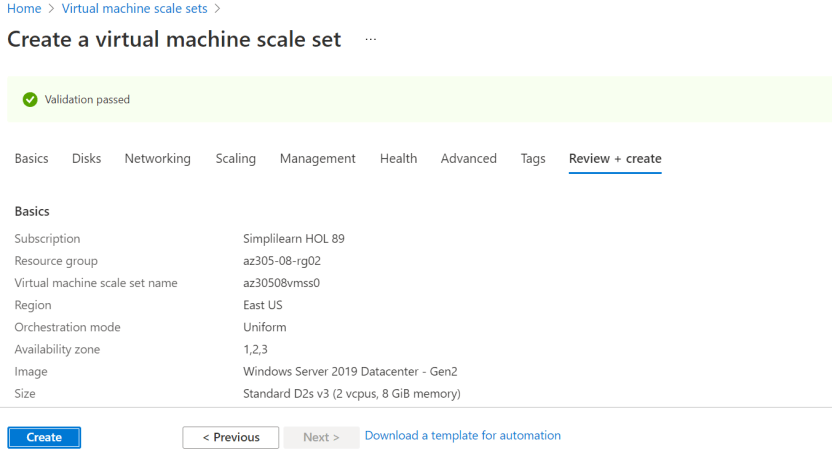 Home > Virtual machine scale sets >
Create a virtual machine scale set ...
Validation passed
Basics Disks Networking Scaling Management Health Advanced Tags Review + create
Basics
Subscription Simplilearn HOL 89
Resource group az305-08-rg02
Virtual machine scale set name az30508vmss0
Region East US
Orchestration mode Uniform
Availability zone 1,2,3
Image Windows Server 2019 Datacenter - Gen2
Size Standard D2s v3 (2 vcpus, 8 GiB memory)
Create < Previous Next > Download a template for automation